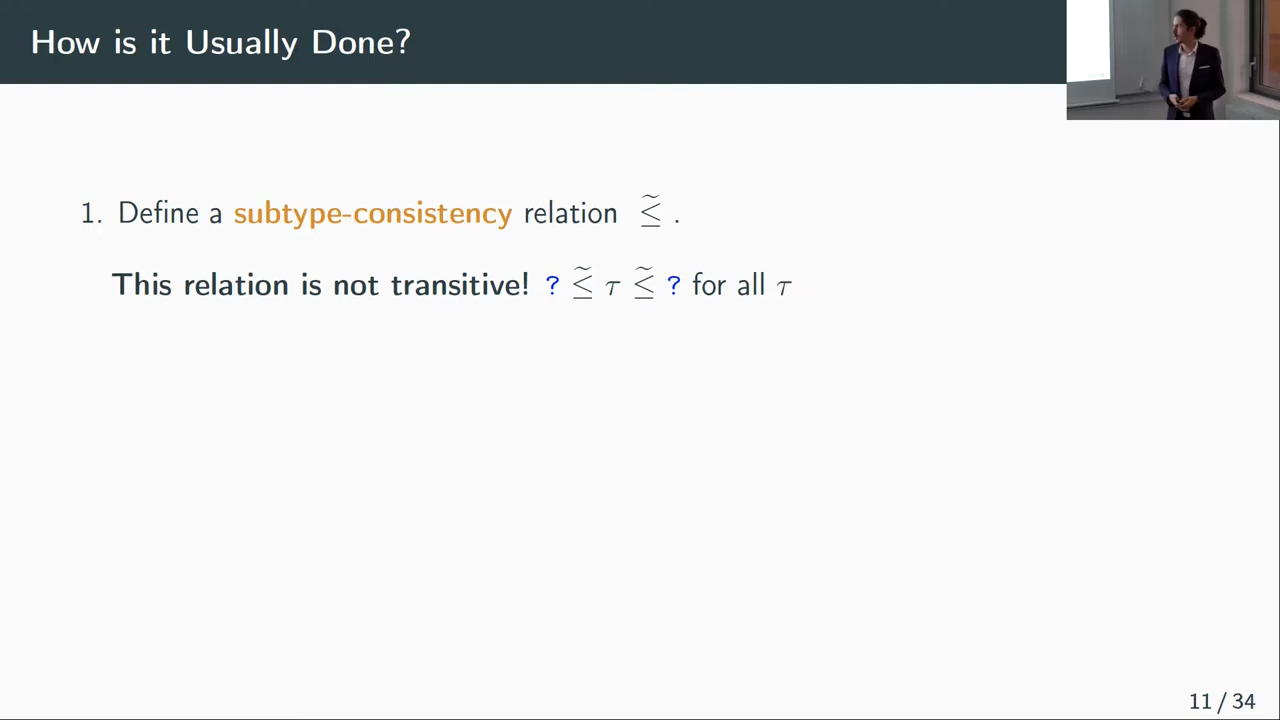 How is it Usually Done?
1. Define a subtype-consistency relation ≤̃ .
This relation is not transitive! ? ≤̃ τ ≤̃ ? for all τ
11 / 34